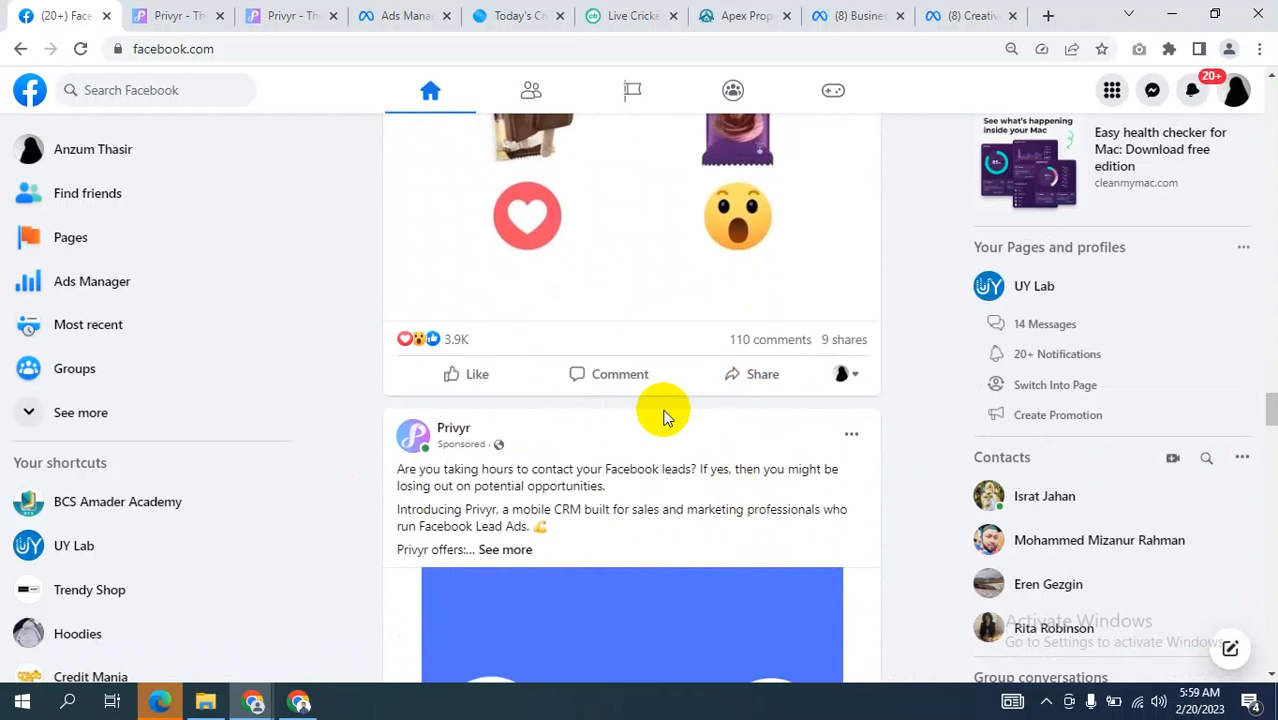 (20+) Face
Privyr - The
Privyr - The
Ads Mana
Today's Cr
Live Cricke
Apex Prop
(8) Busine
(8) Creativ
facebook.com
Search Facebook
20+
Anzum Thasir
Find friends
Pages
Ads Manager
Most recent
Groups
See more
Your shortcuts
BCS Amader Academy
UY Lab
Trendy Shop
Hoodies
Credit Mania
3.9K
110 comments 9 shares
Like
Comment
Share
Privyr
Sponsored ·
Are you taking hours to contact your Facebook leads? If yes, then you might be
losing out on potential opportunities.
Introducing Privyr, a mobile CRM built for sales and marketing professionals who
run Facebook Lead Ads. 💪
Privyr offers:... See more
See what's happening
inside your Mac
Easy health checker for
Mac: Download free
edition
cleanmymac.com
Your Pages and profiles
UY Lab
14 Messages
20+ Notifications
Switch Into Page
Create Promotion
Contacts
Israt Jahan
Mohammed Mizanur Rahman
Eren Gezgin
Rita Robinson
Activate Windows
Go to Settings to activate Windows.
Group conversations
5:59 AM
2/20/2023
4